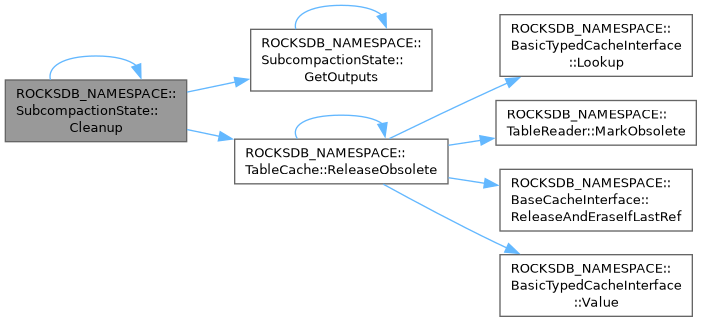 ROCKSDB_NAMESPACE::
SubcompactionState::
Cleanup
ROCKSDB_NAMESPACE::
SubcompactionState::
GetOutputs
ROCKSDB_NAMESPACE::
TableCache::ReleaseObsolete
ROCKSDB_NAMESPACE::
BasicTypedCacheInterface
::Lookup
ROCKSDB_NAMESPACE::
TableReader::MarkObsolete
ROCKSDB_NAMESPACE::
BaseCacheInterface::
ReleaseAndEraseIfLastRef
ROCKSDB_NAMESPACE::
BasicTypedCacheInterface
::Value